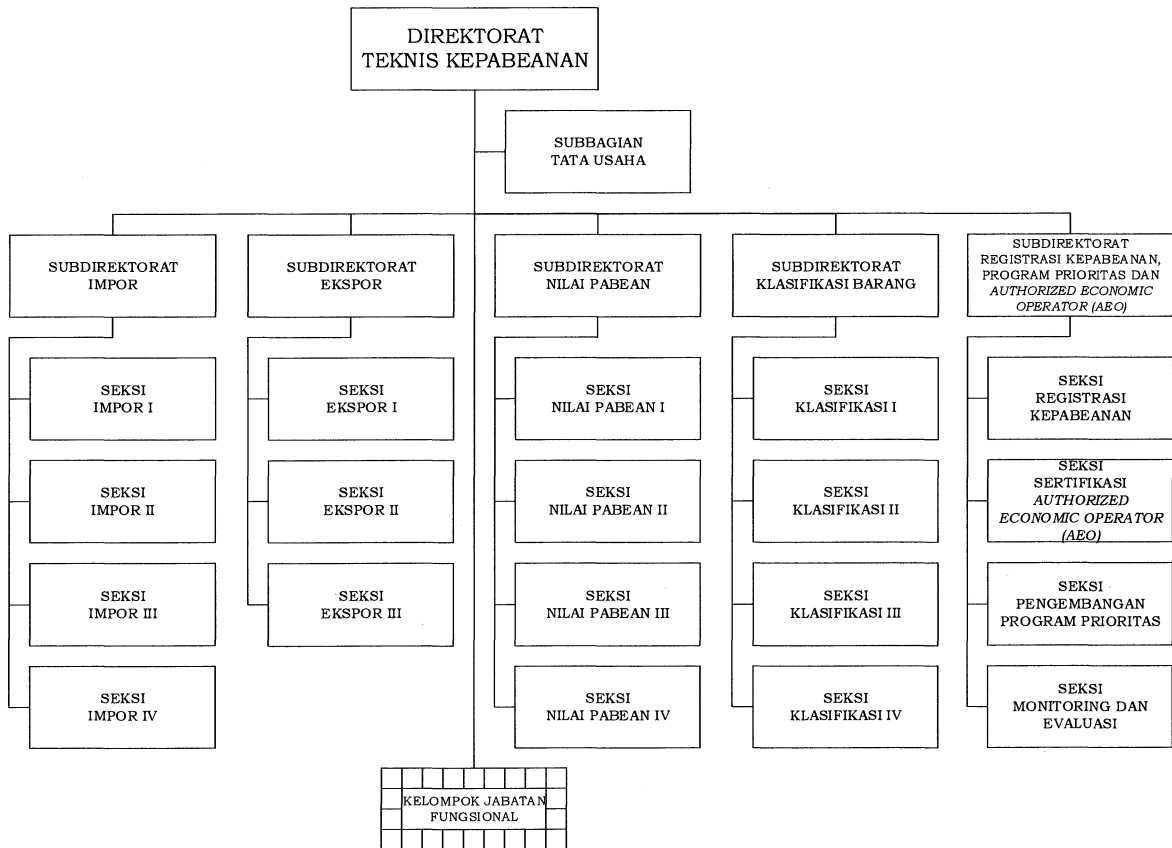 DIREKTORAT
TEKNIS KEPABEANAN
SUBBAGIAN
TATA USAHA
SUBDIREKTORAT
IMPOR
SUBDIREKTORAT
EKSPOR
SUBDIREKTORAT
NILAI PABEAN
SUBDIREKTORAT
KLASIFIKASI BARANG
SUBDIREKTORAT
REGISTRASI KEPABEANAN,
PROGRAM PRIORITAS DAN
AUTHORIZED ECONOMIC
OPERATOR (AEO)
SEKSI
IMPOR I
SEKSI
EKSPOR I
SEKSI
NILAI PABEAN I
SEKSI
KLASIFIKASI I
SEKSI
REGISTRASI
KEPABEANAN
SEKSI
IMPOR II
SEKSI
EKSPOR II
SEKSI
NILAI PABEAN II
SEKSI
KLASIFIKASI II
SEKSI
SERTIFIKASI
AUTHORIZED
ECONOMIC OPERATOR
(AEO)
SEKSI
IMPOR III
SEKSI
EKSPOR III
SEKSI
NILAI PABEAN III
SEKSI
KLASIFIKASI III
SEKSI
PENGEMBANGAN
PROGRAM PRIORITAS
SEKSI
IMPOR IV
SEKSI
NILAI PABEAN IV
SEKSI
KLASIFIKASI IV
SEKSI
MONITORING DAN
EVALUASI
KELOMPOK JABATAN
FUNGSIONAL